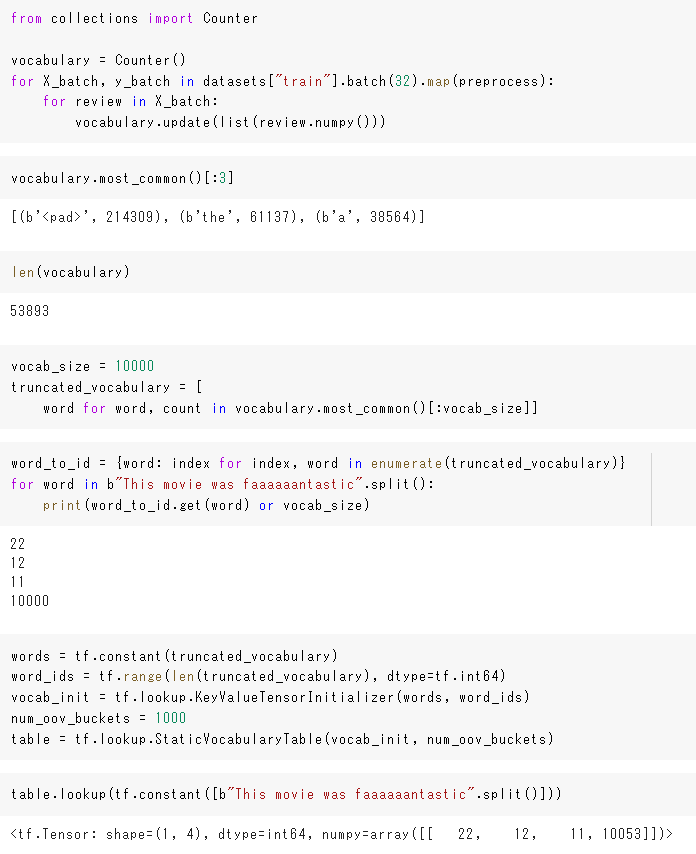 from collections import Counter
vocabulary = Counter()
for X_batch, y_batch in datasets["train"].batch(32).map(preprocess):
    for review in X_batch:
        vocabulary.update(list(review.numpy()))
vocabulary.most_common()[:3]
[(b'<pad>', 214309), (b'the', 61137), (b'a', 38564)]
len(vocabulary)
53893
vocab_size = 10000
truncated_vocabulary = [
    word for word, count in vocabulary.most_common()[:vocab_size]]
word_to_id = {word: index for index, word in enumerate(truncated_vocabulary)}
for word in b"This movie was faaaaaantastic".split():
    print(word_to_id.get(word) or vocab_size)
22
12
11
10000
words = tf.constant(truncated_vocabulary)
word_ids = tf.range(len(truncated_vocabulary), dtype=tf.int64)
vocab_init = tf.lookup.KeyValueTensorInitializer(words, word_ids)
num_oov_buckets = 1000
table = tf.lookup.StaticVocabularyTable(vocab_init, num_oov_buckets)
table.lookup(tf.constant([b"This movie was faaaaaantastic".split()]))
<tf.Tensor: shape=(1, 4), dtype=int64, numpy=array([[   22,    12,    11, 10053]])>